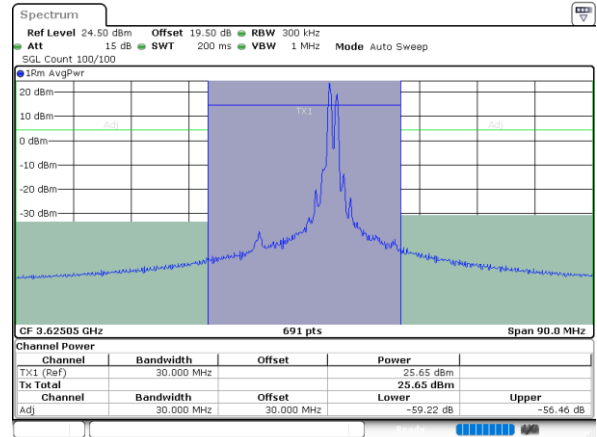 Spectrum
Ref Level 24.50 dBm Offset 19.50 dB RBW 300 kHz
Att 15 dB SWT 200 ms VBW 1 MHz Mode Auto Sweep
SGL Count 100/100
1Rm AvgPwr
20 dBm
TX1
10 dBm
Adj Adj
0 dBm
-10 dBm
-20 dBm
-30 dBm
CF 3.62505 GHz 691 pts Span 90.0 MHz
Channel Power
Channel Bandwidth Offset Power
TX1 (Ref) 30.000 MHz 25.65 dBm
Tx Total 25.65 dBm
Channel Bandwidth Offset Lower Upper
Adj 30.000 MHz 30.000 MHz -59.22 dB -56.46 dB